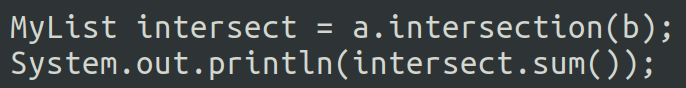 MyList intersect = a.intersection(b);
System.out.println(intersect.sum());